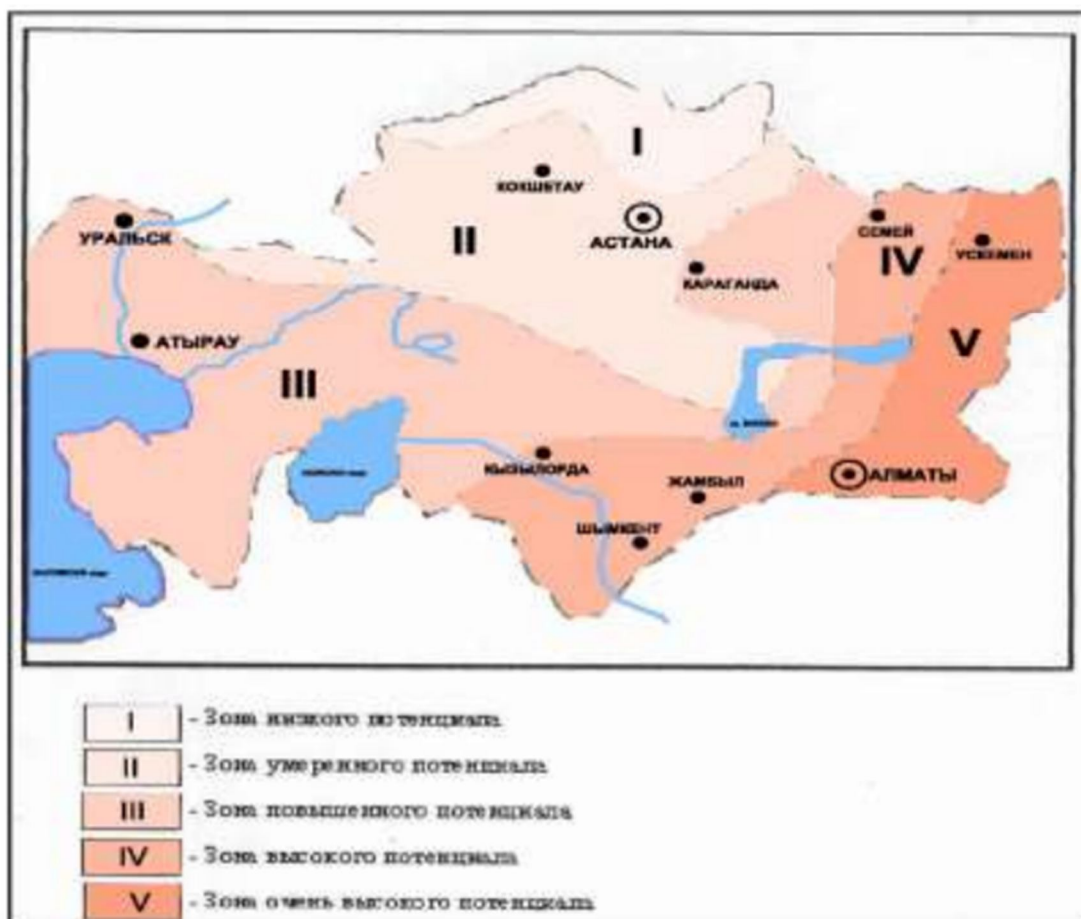 I
КОКШЕТАУ
АСТАНА
II
УРАЛЬСК
СЕМЕЙ
IV
УСКЕМЕН
КАРАГАНДА
АТЫРАУ
V
III
КЫЗЫЛОРДА
ЖАМБЫЛ
АЛМАТЫ
ШЫМКЕНТ
I - Зона низкого потенциала
II - Зона умеренного потенциала
III - Зона повышенного потенциала
IV - Зона высокого потенциала
V - Зона очень высокого потенциала